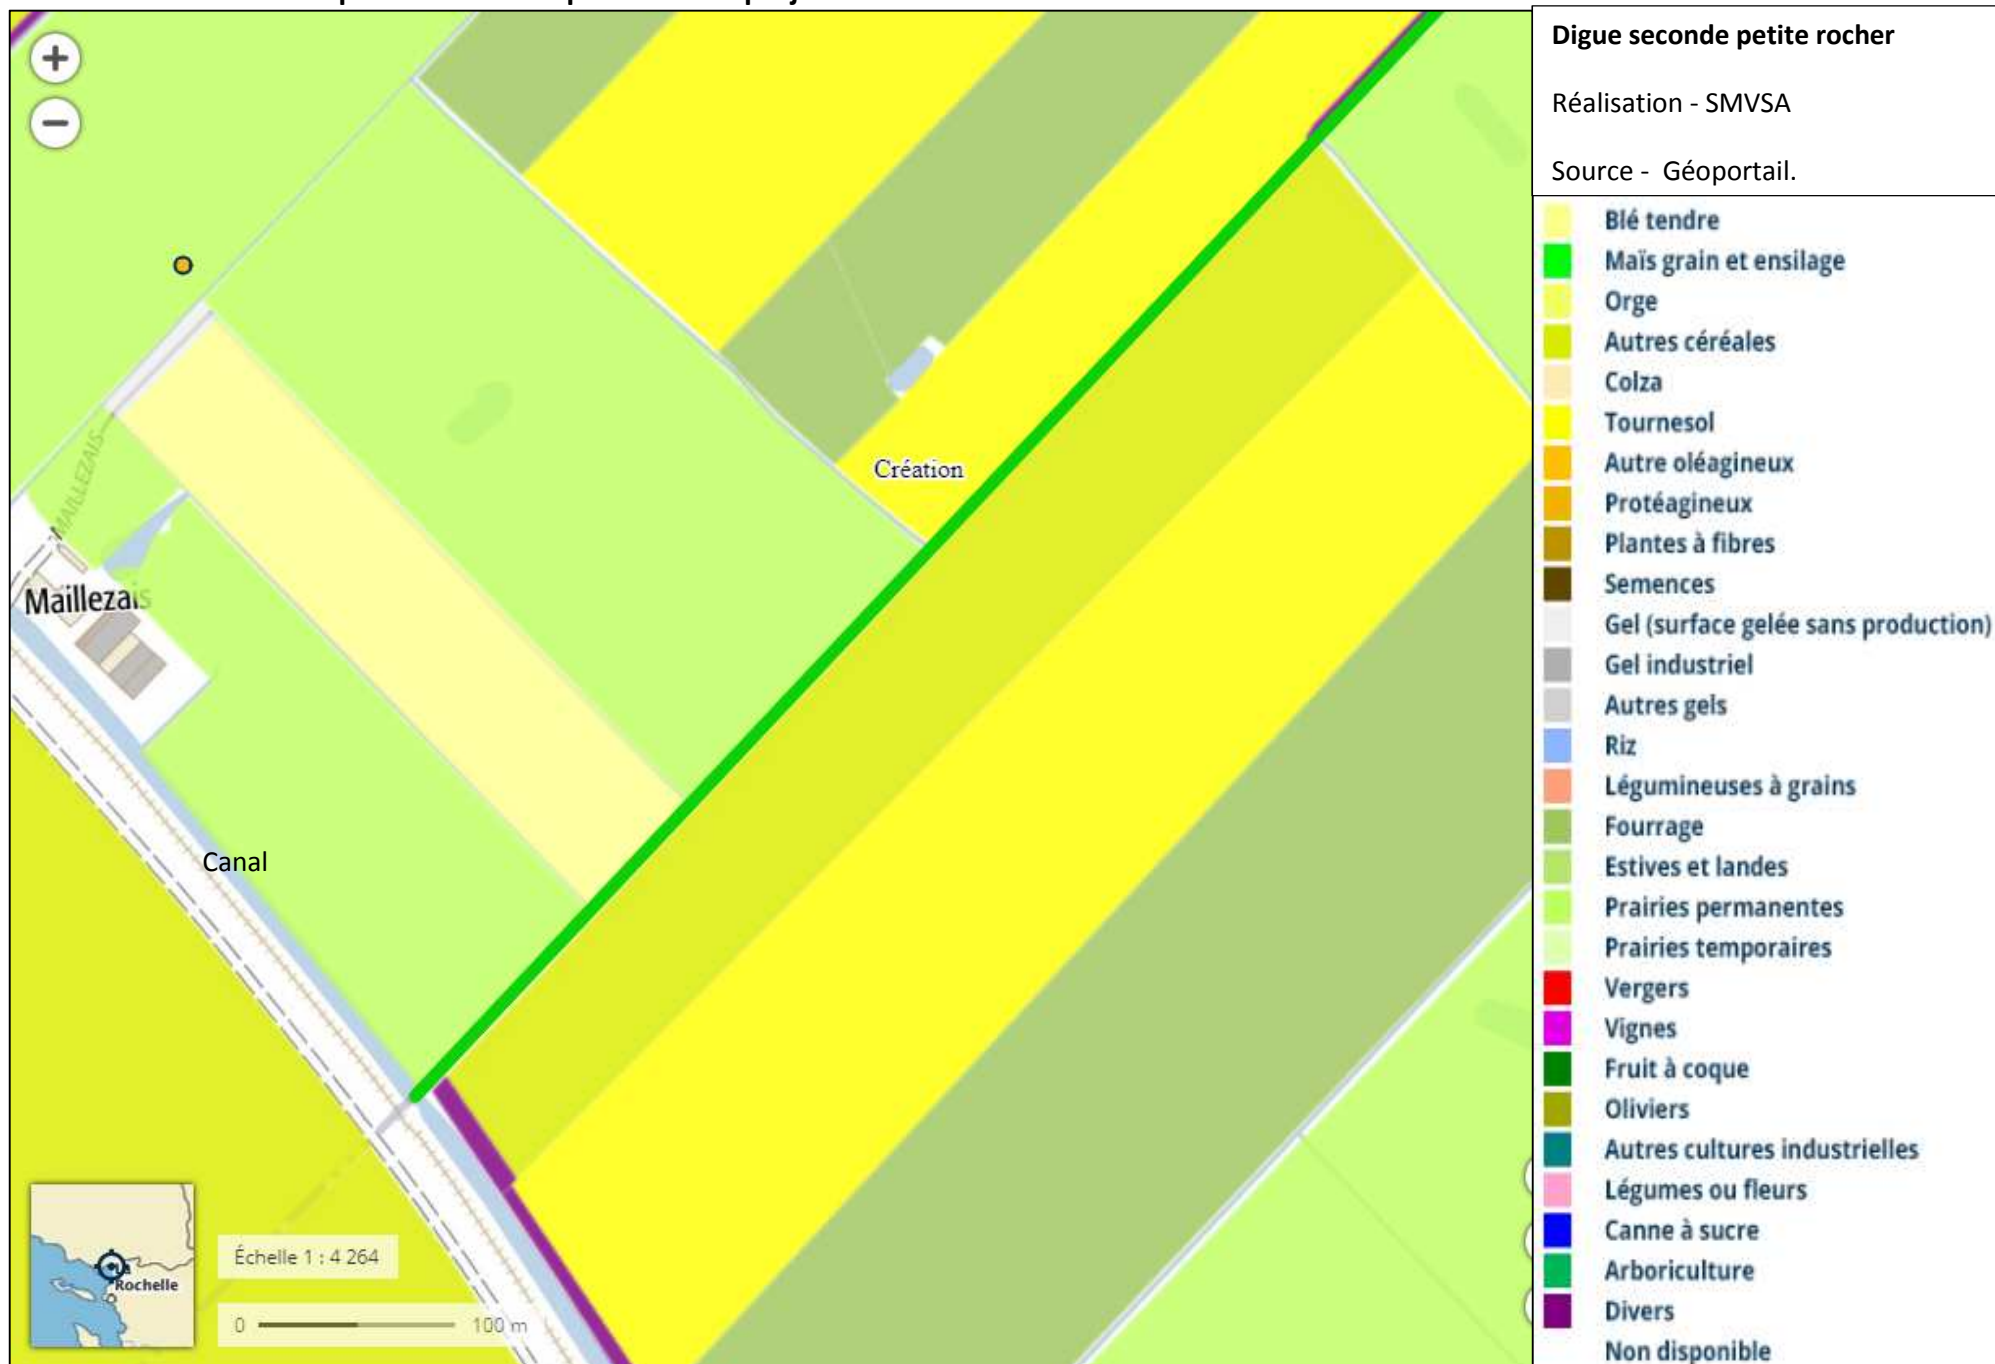 Digue seconde petite rocher
Réalisation - SMVSA
Source - Géoportail.
+
−
Création
MAILLEZAIS
Maillezais
Canal
La
Rochelle
Échelle 1 : 4 264
0 100 m
Blé tendre
Maïs grain et ensilage
Orge
Autres céréales
Colza
Tournesol
Autre oléagineux
Protéagineux
Plantes à fibres
Semences
Gel (surface gelée sans production)
Gel industriel
Autres gels
Riz
Légumineuses à grains
Fourrage
Estives et landes
Prairies permanentes
Prairies temporaires
Vergers
Vignes
Fruit à coque
Oliviers
Autres cultures industrielles
Légumes ou fleurs
Canne à sucre
Arboriculture
Divers
Non disponible